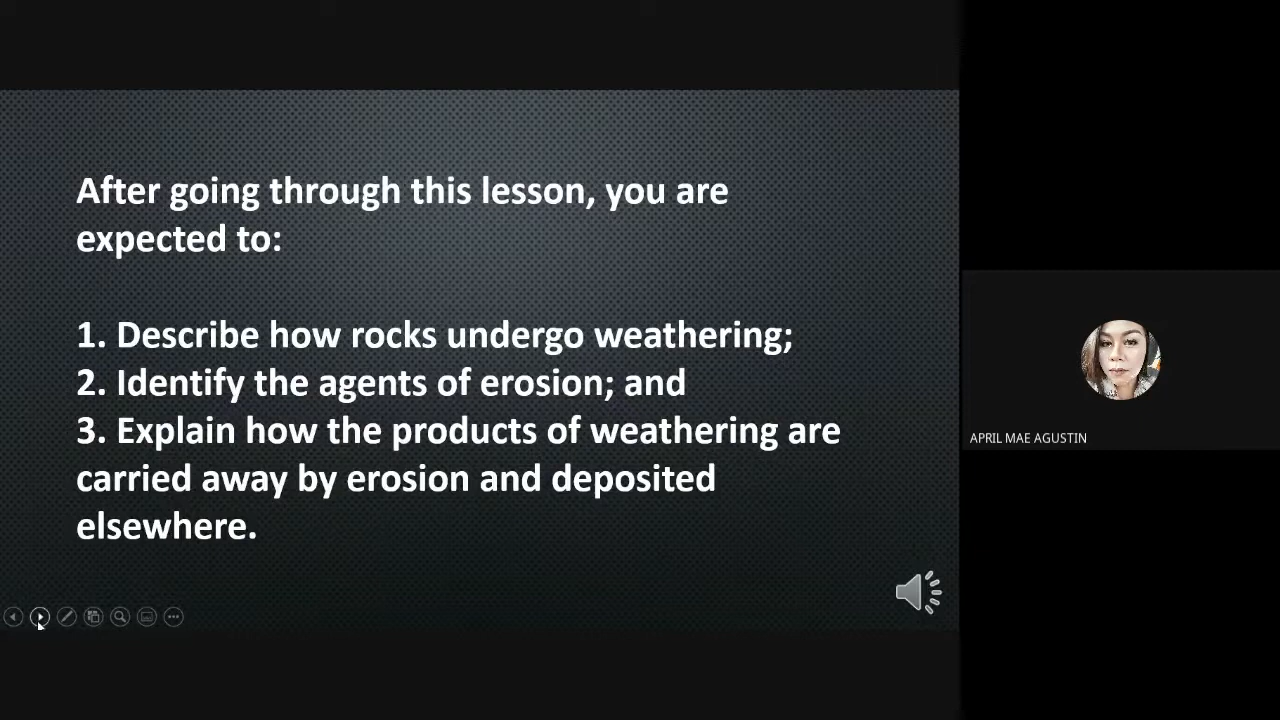 After going through this lesson, you are
expected to:
1. Describe how rocks undergo weathering;
2. Identify the agents of erosion; and
3. Explain how the products of weathering are
carried away by erosion and deposited
elsewhere.
APRIL MAE AGUSTIN